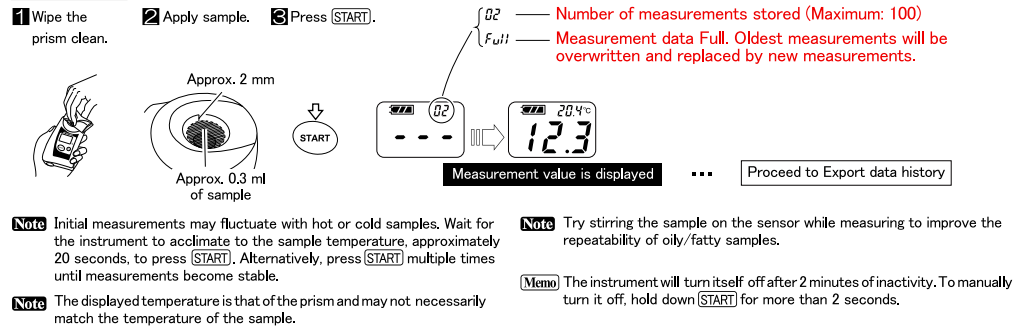 1 Wipe the
prism clean.
2 Apply sample.
3 Press START.
02 Number of measurements stored (Maximum: 100)
Full Measurement data Full. Oldest measurements will be
overwritten and replaced by new measurements.
Approx. 2 mm
Approx. 0.3 ml
of sample
START
02
- - -
20.4°C
12.3
Measurement value is displayed
...
Proceed to Export data history
Note Initial measurements may fluctuate with hot or cold samples. Wait for
the instrument to acclimate to the sample temperature, approximately
20 seconds, to press START. Alternatively, press START multiple times
until measurements become stable.
Note The displayed temperature is that of the prism and may not necessarily
match the temperature of the sample.
Note Try stirring the sample on the sensor while measuring to improve the
repeatability of oily/fatty samples.
Memo The instrument will turn itself off after 2 minutes of inactivity. To manually
turn it off, hold down START for more than 2 seconds.